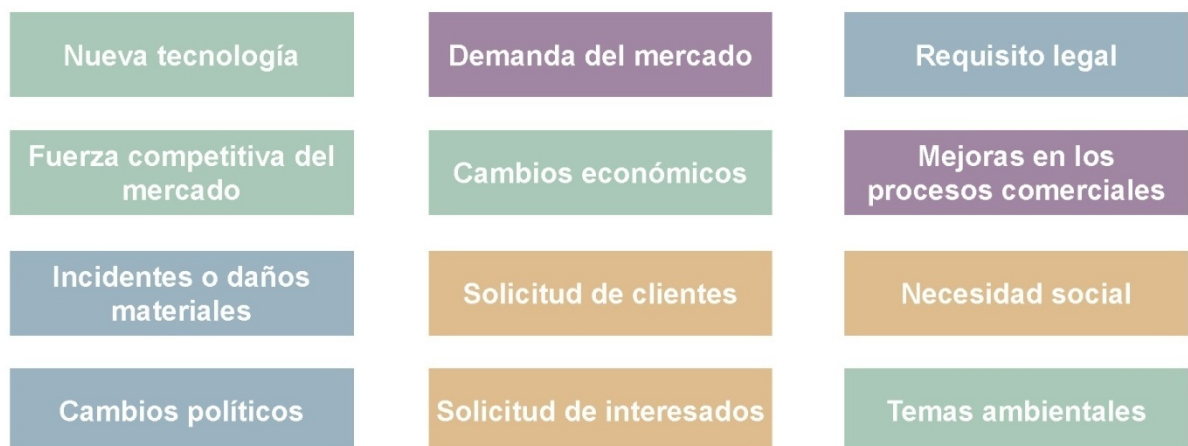 Nueva tecnología
Demanda del mercado
Requisito legal
Fuerza competitiva del
mercado
Cambios económicos
Mejoras en los
procesos comerciales
Incidentes o daños
materiales
Solicitud de clientes
Necesidad social
Cambios políticos
Solicitud de interesados
Temas ambientales